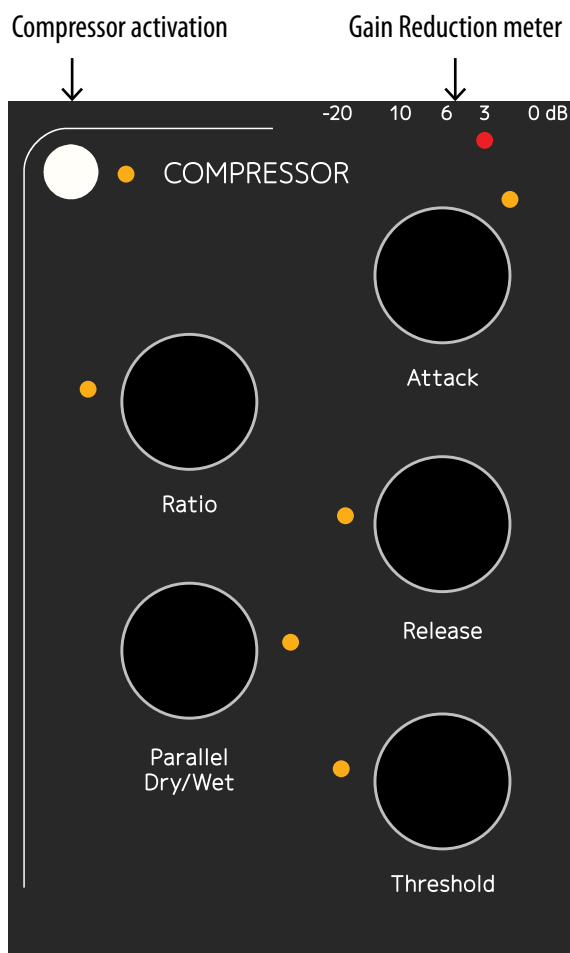 Compressor activation
Gain Reduction meter
-20 10 6 3 0 dB
COMPRESSOR
Attack
Ratio
Release
Parallel
Dry/Wet
Threshold